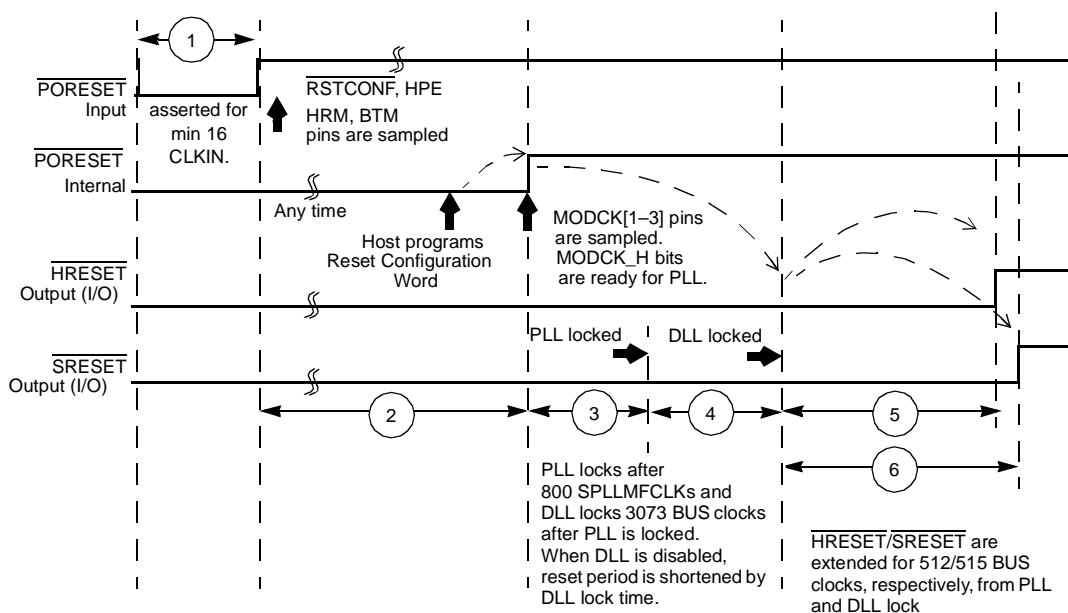 1
PORESET
Input
asserted for
min 16
CLKIN.
RSTCONF, HPE
HRM, BTM
pins are sampled
PORESET
Internal
Any time
Host programs
Reset Configuration
Word
MODCK[1–3] pins
are sampled.
MODCK_H bits
are ready for PLL.
HRESET
Output (I/O)
PLL locked
DLL locked
SRESET
Output (I/O)
2
3
4
5
6
PLL locks after
800 SPLLMFCLKs and
DLL locks 3073 BUS clocks
after PLL is locked.
When DLL is disabled,
reset period is shortened by
DLL lock time.
HRESET/SRESET are
extended for 512/515 BUS
clocks, respectively, from PLL
and DLL lock